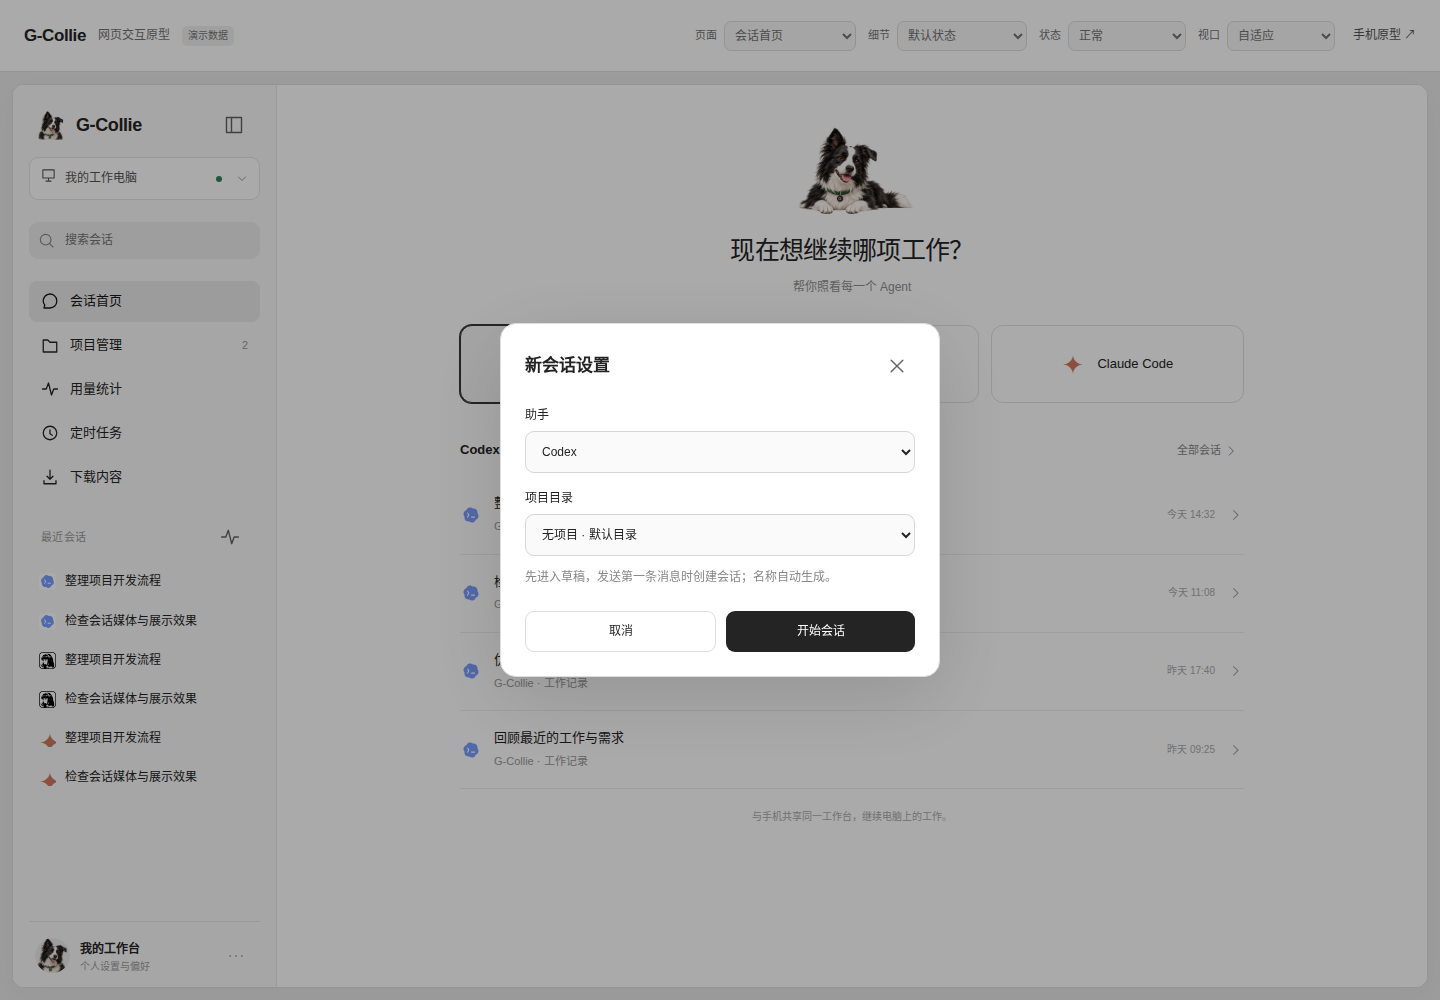 G-Collie 网页交互原型 演示数据 页面 会话首页 细节 默认状态 状态 正常 视口 自适应 手机原型 ↗
G-Collie
我的工作电脑
搜索会话
会话首页
项目管理 2
用量统计
定时任务
下载内容
最近会话
整理项目开发流程
检查会话媒体与展示效果
整理项目开发流程
检查会话媒体与展示效果
整理项目开发流程
检查会话媒体与展示效果
我的工作台
个人设置与偏好
现在想继续哪项工作?
帮你照看每一个 Agent
Claude Code
Codex
全部会话
今天 14:32
今天 11:08
昨天 17:40
G-Collie · 工作记录
回顾最近的工作与需求
G-Collie · 工作记录
昨天 09:25
与手机共享同一工作台，继续电脑上的工作。
新会话设置
助手
Codex
项目目录
无项目 · 默认目录
先进入草稿，发送第一条消息时创建会话；名称自动生成。
取消
开始会话